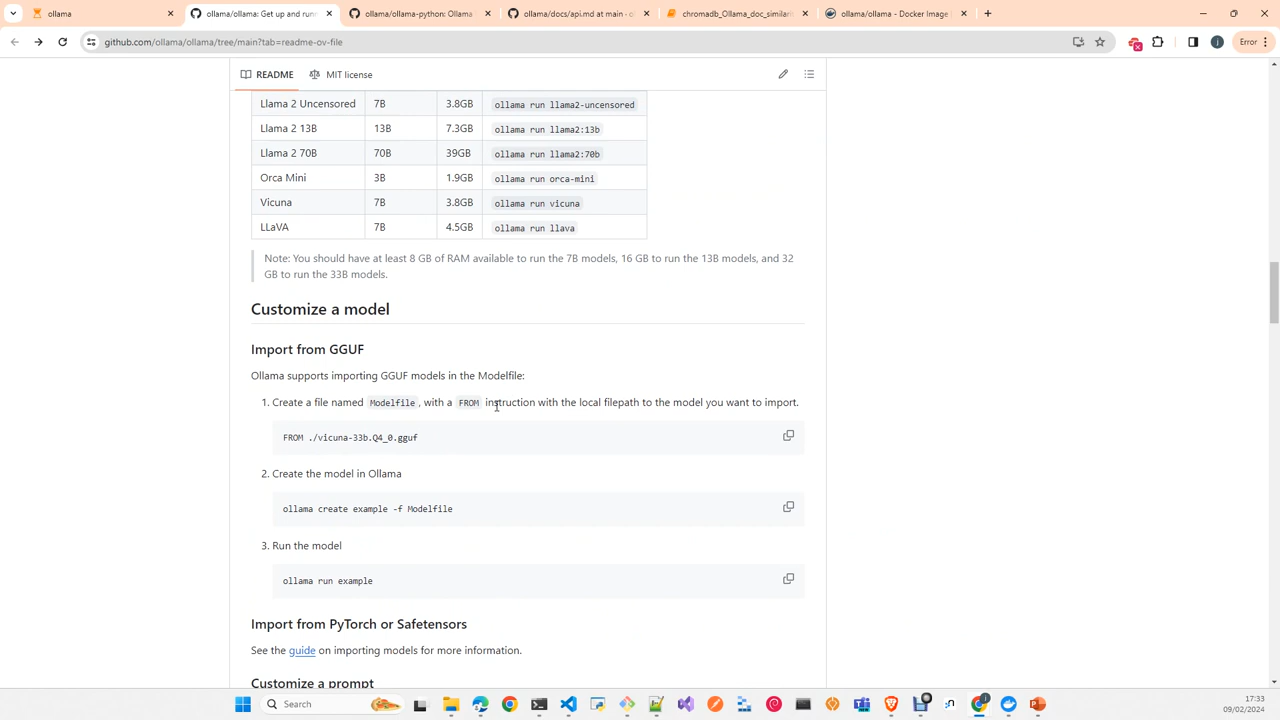 ollama
ollama/ollama: Get up and runn
ollama/ollama-python: Ollama
ollama/docs/api.md at main · o
chromadb_Ollama_doc_similari
ollama/ollama - Docker Image
github.com/ollama/ollama/tree/main?tab=readme-ov-file
Error
README
MIT license
Llama 2 Uncensored 7B 3.8GB ollama run llama2-uncensored
Llama 2 13B 13B 7.3GB ollama run llama2:13b
Llama 2 70B 70B 39GB ollama run llama2:70b
Orca Mini 3B 1.9GB ollama run orca-mini
Vicuna 7B 3.8GB ollama run vicuna
LLaVA 7B 4.5GB ollama run llava
Note: You should have at least 8 GB of RAM available to run the 7B models, 16 GB to run the 13B models, and 32
GB to run the 33B models.
Customize a model
Import from GGUF
Ollama supports importing GGUF models in the Modelfile:
1. Create a file named Modelfile, with a FROM instruction with the local filepath to the model you want to import.
FROM ./vicuna-33b.Q4_0.gguf
2. Create the model in Ollama
ollama create example -f Modelfile
3. Run the model
ollama run example
Import from PyTorch or Safetensors
See the guide on importing models for more information.
Customize a prompt
Search
17:33
09/02/2024